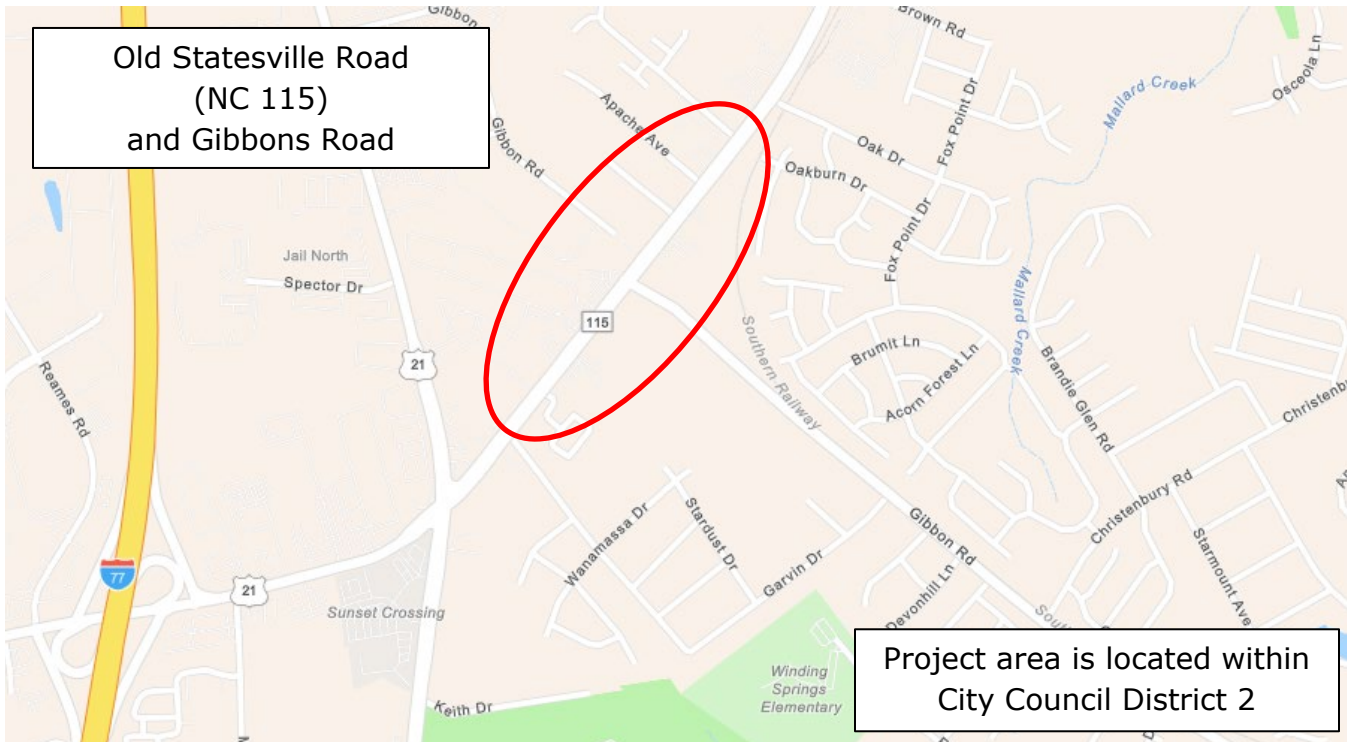 Old Statesville Road
(NC 115)
and Gibbons Road
Gibbon
Brown Rd
Mallard Creek
Osceola Ln
Apache Ave
Gibbon Rd
Oak Dr
Fox Point Dr
Oakburn Dr
Fox Point Dr
Jail North
Spector Dr
115
Mallard Creek
21
Southern Railway
Brumit Ln
Acorn Forest Ln
Brandie Glen Rd
Reames Rd
Christenbu
Christenbury Rd
Wanamassa Dr
Stardust Dr
Gibbon Rd
Starmount Ave
77
21
Sunset Crossing
Garvin Dr
Devonhill Ln
Sou
Winding
Springs
Elementary
Keith Dr
Project area is located within
City Council District 2